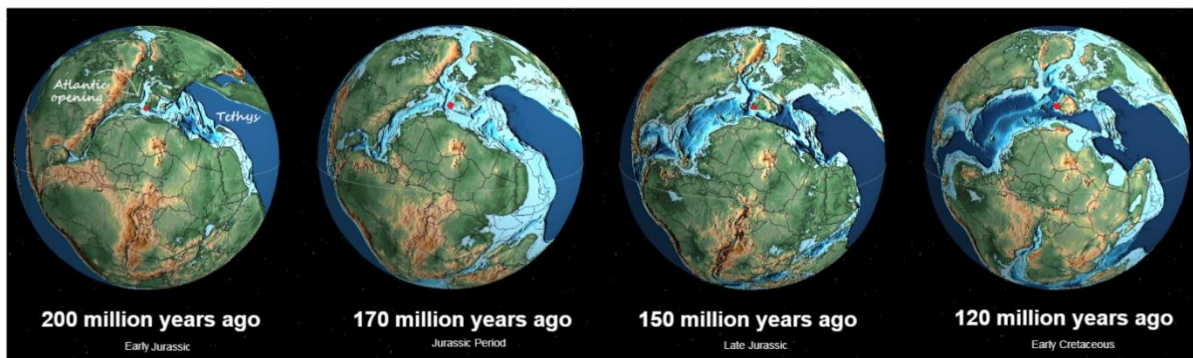 Atlantic
opening
Tethys
200 million years ago
Early Jurassic
170 million years ago
Jurassic Period
150 million years ago
Late Jurassic
120 million years ago
Early Cretaceous